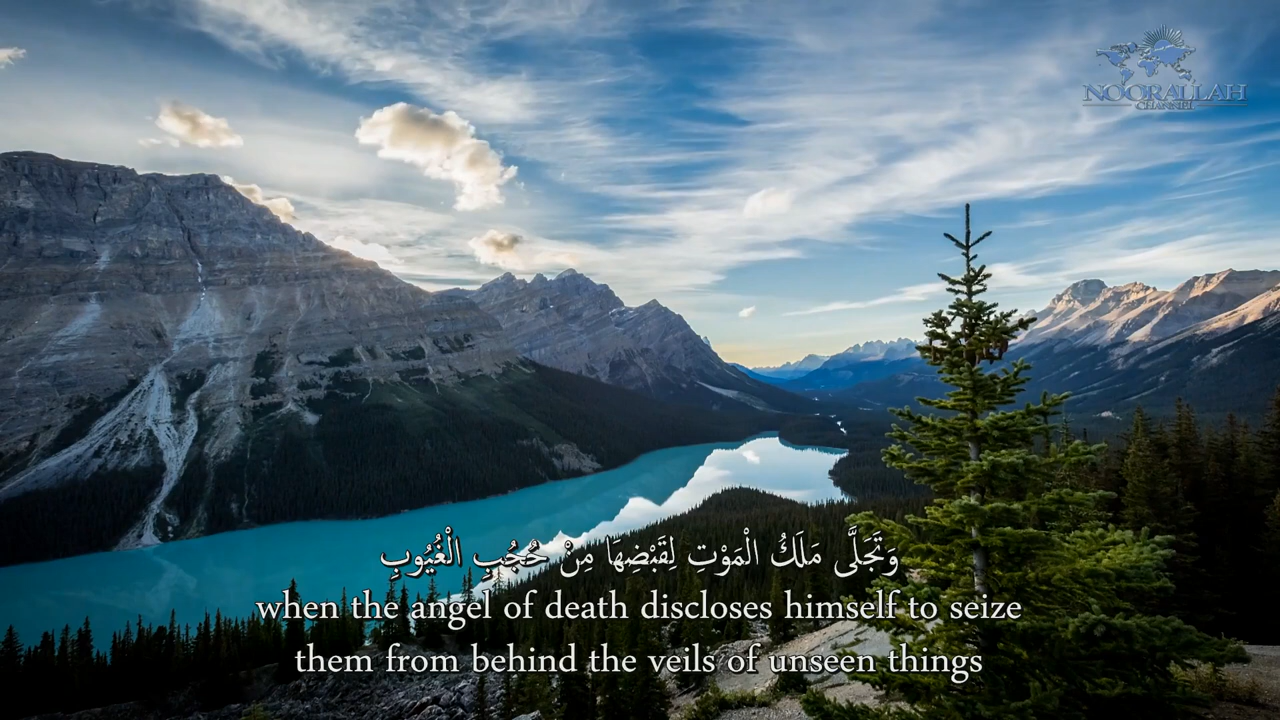 NOORALLAH
CHANNEL
وَتَجَلَّى مَلَكُ الْمَوْتِ لِقَبْضِهَا مِنْ حُجُبِ الْغُيُوبِ
when the angel of death discloses himself to seize
them from behind the veils of unseen things